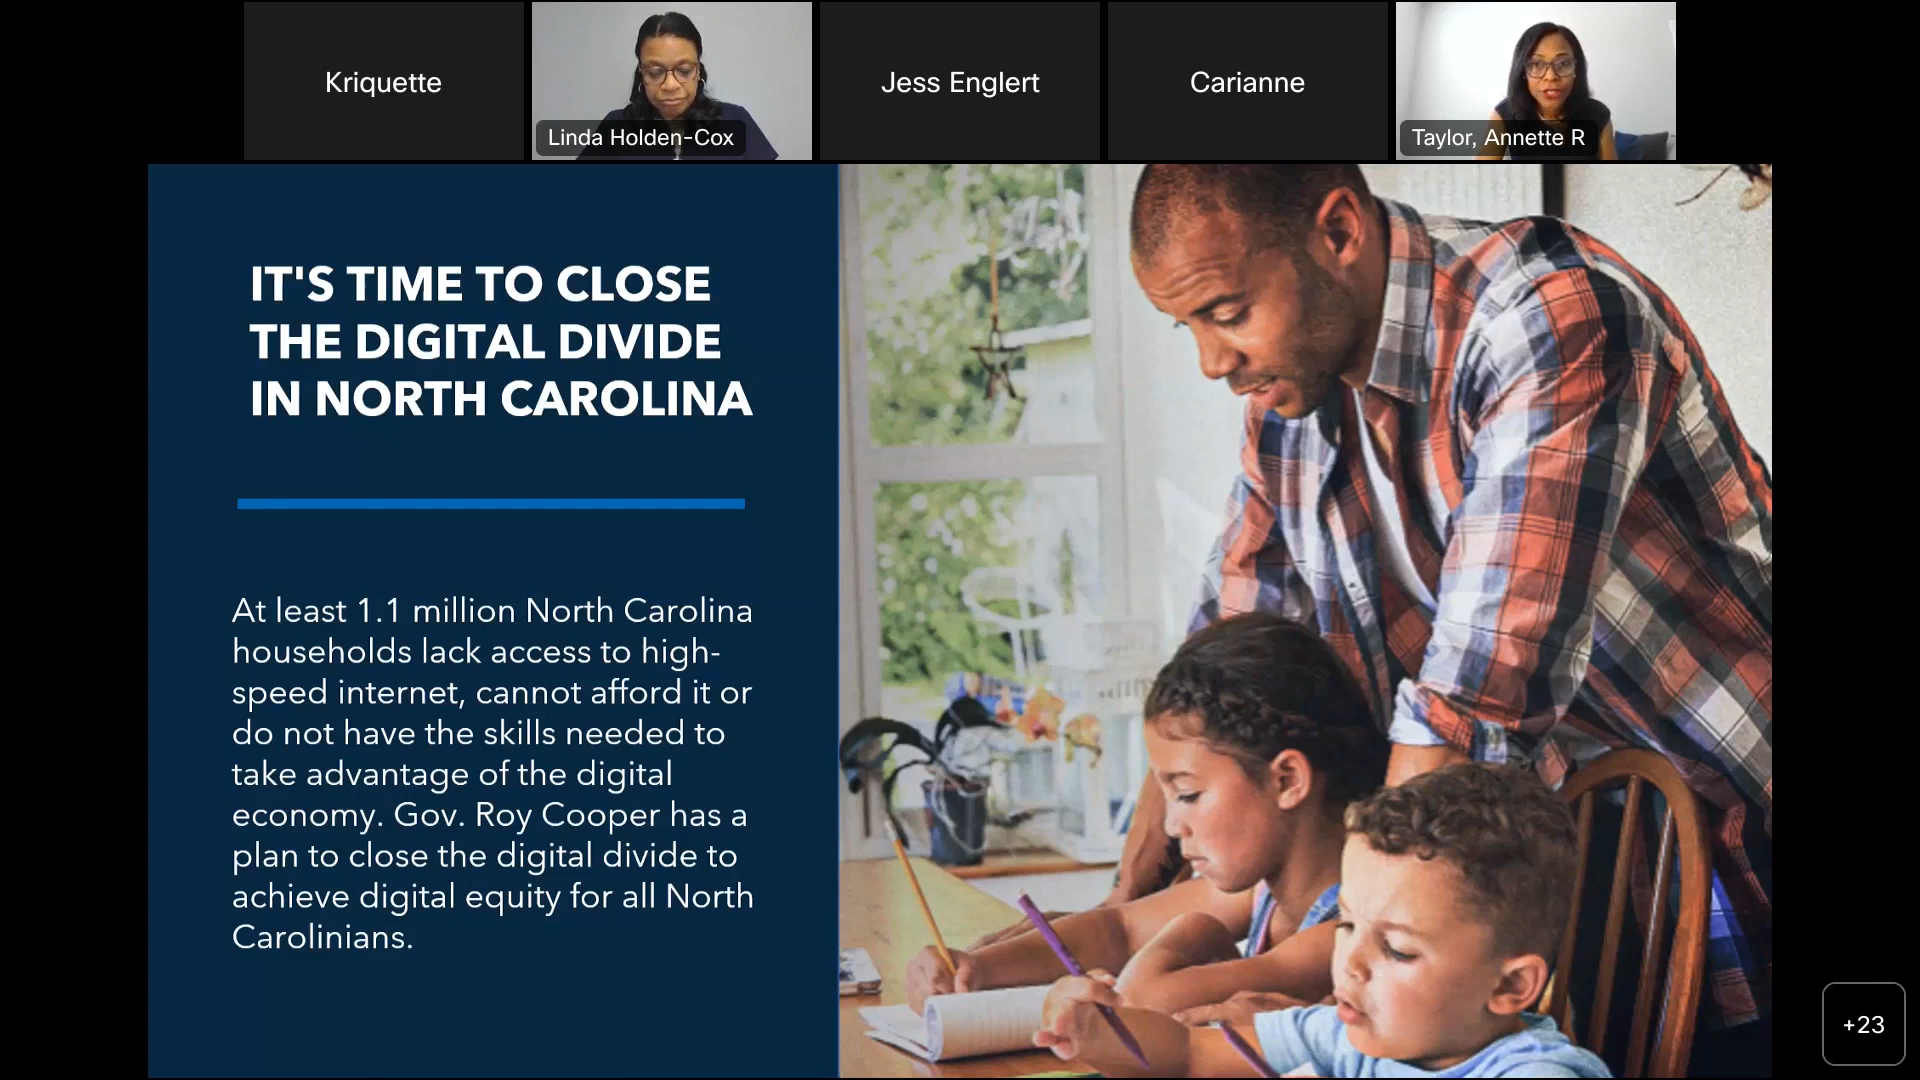 Kriquette
Linda Holden-Cox
Jess Englert
Carianne
Taylor, Annette R
IT'S TIME TO CLOSE
THE DIGITAL DIVIDE
IN NORTH CAROLINA
At least 1.1 million North Carolina
households lack access to high-
speed internet, cannot afford it or
do not have the skills needed to
take advantage of the digital
economy. Gov. Roy Cooper has a
plan to close the digital divide to
achieve digital equity for all North
Carolinians.
+23